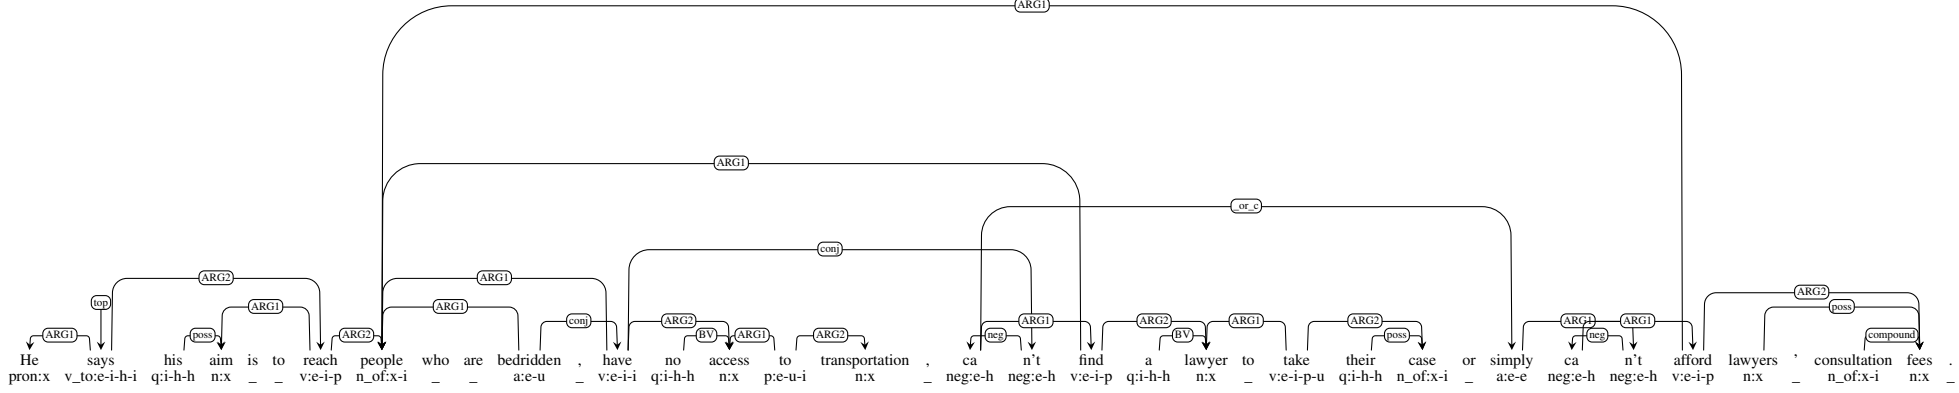 ARG1
ARG1
_or_c
conj
ARG2 ARG1 ARG2
top ARG1 ARG1 poss
conj ARG2 ARG1 ARG2 ARG1 ARG2 ARG1 ARG1
ARG1 poss ARG2 BV ARG1 ARG2 neg BV poss neg compound
He says his aim is to reach people who are bedridden , have no access to transportation , ca n't find a lawyer to take their case or simply ca n't afford lawyers ' consultation fees .
pron:x v_to:e-i-h-i q:i-h-h n:x _ _ v:e-i-p n_of:x-i _ _ a:e-u _ v:e-i-i q:i-h-h n:x p:e-u-i n:x _ neg:e-h neg:e-h v:e-i-p q:i-h-h n:x _ v:e-i-p-u q:i-h-h n_of:x-i _ a:e-e neg:e-h neg:e-h v:e-i-p n:x _ n_of:x-i n:x _